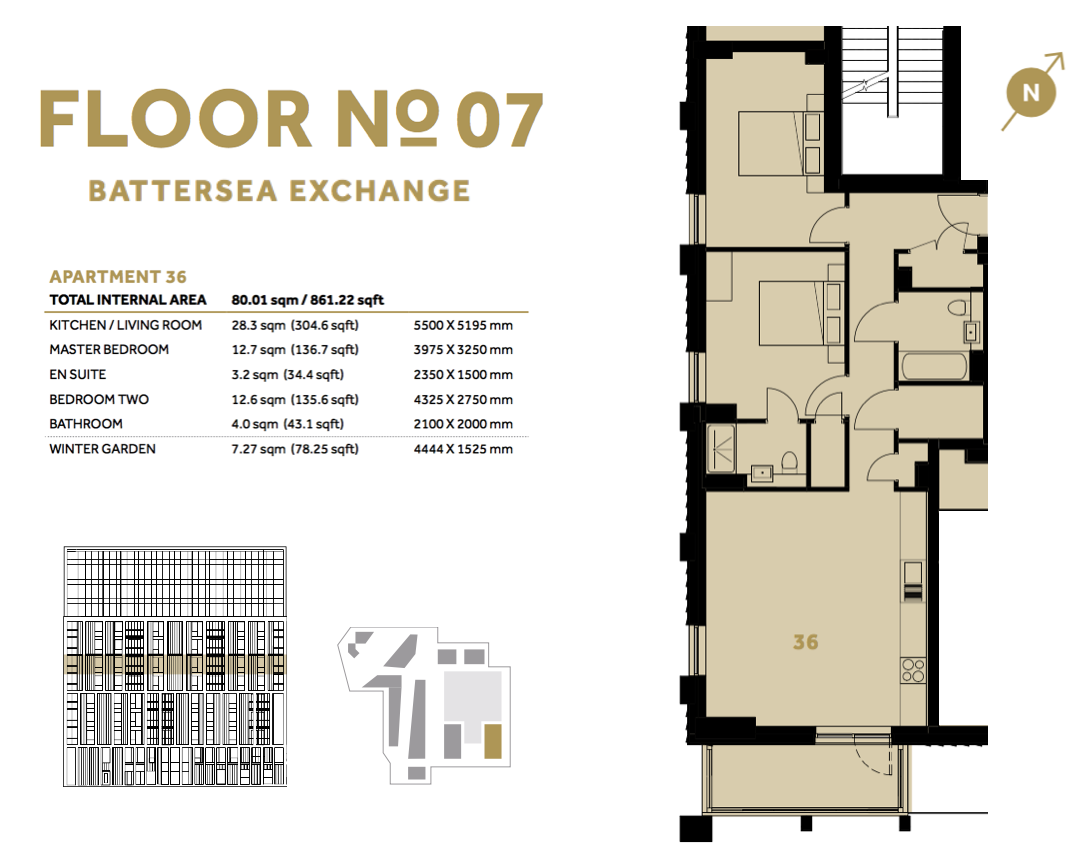 FLOOR Nº 07
BATTERSEA EXCHANGE
APARTMENT 36
TOTAL INTERNAL AREA 80.01 sqm / 861.22 sqft
KITCHEN / LIVING ROOM 28.3 sqm (304.6 sqft) 5500 X 5195 mm
MASTER BEDROOM 12.7 sqm (136.7 sqft) 3975 X 3250 mm
EN SUITE 3.2 sqm (34.4 sqft) 2350 X 1500 mm
BEDROOM TWO 12.6 sqm (135.6 sqft) 4325 X 2750 mm
BATHROOM 4.0 sqm (43.1 sqft) 2100 X 2000 mm
WINTER GARDEN 7.27 sqm (78.25 sqft) 4444 X 1525 mm
N
36